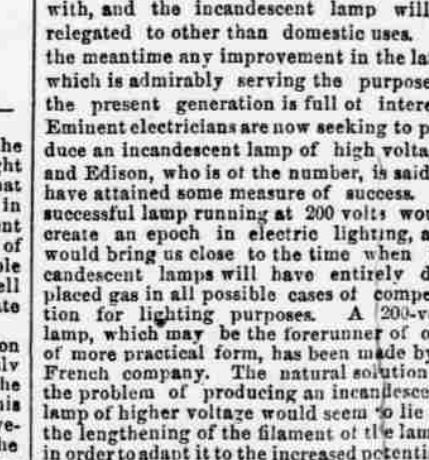 with, and the incandescent lamp will
relegated to other than domestic uses.
the meantime any improvement in the la
which is admirably serving the purpose
the present generation is full of intere
Eminent electricians are now seeking to p
duce an incandescent lamp of high volta
and Edison, who is of the number, is said
have attained some measure of success.
successful lamp running at 200 volts wou
create an epoch in electric lighting, a
would bring us close to the time when
candescent lamps will have entirely d
placed gas in all possible cases of compe
tion for lighting purposes. A 200-v
lamp, which may be the forerunner of o
of more practical form, has been made by
French company. The natural solution
the problem of producing an incandesce
lamp of higher voltage would seem to lie
the lengthening of the filament of the lam
in order to adapt it to the increased potenti